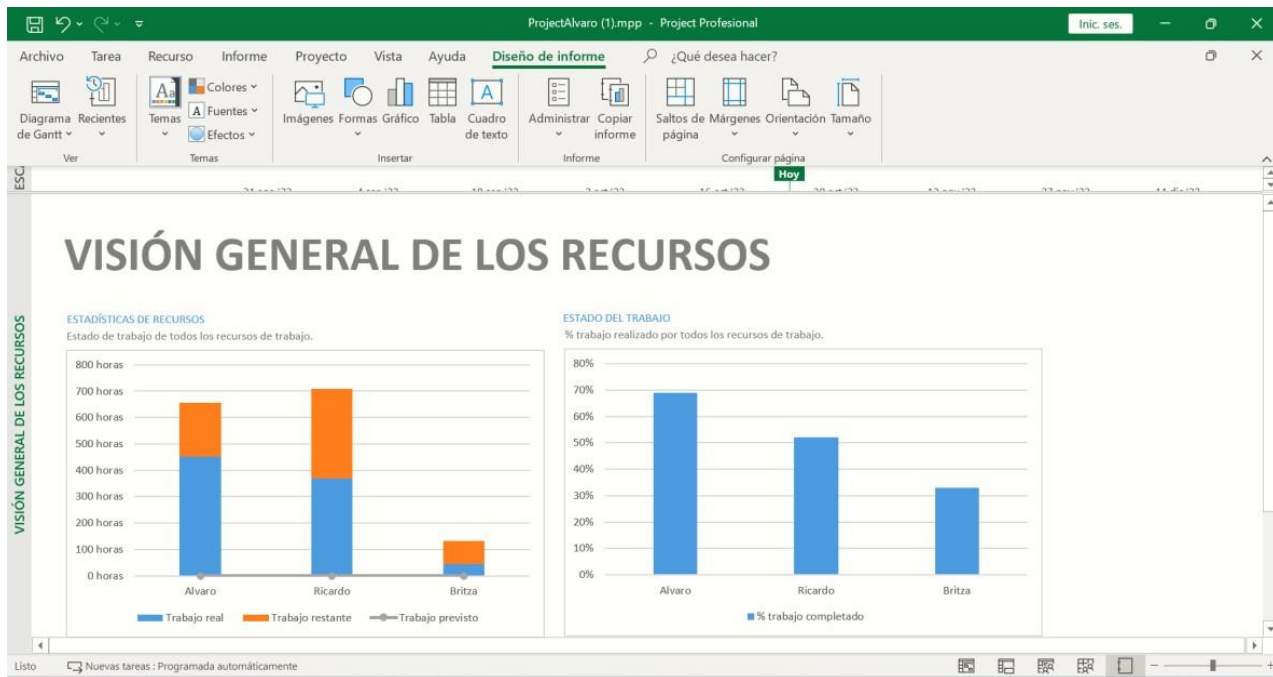 ProjectAlvaro (1).mpp - Project Profesional
Inic. ses.
Archivo Tarea Recurso Informe Proyecto Vista Ayuda Diseño de informe ¿Qué desea hacer?
Diagrama de Gantt
Recientes
Ver
Aa
Temas
Colores
A Fuentes
Efectos
Temas
Imágenes Formas Gráfico Tabla
A
Cuadro de texto
Insertar
Administrar
Copiar informe
Informe
Saltos de página
Márgenes Orientación Tamaño
Configurar página
ESC
Hoy
VISIÓN GENERAL DE LOS RECURSOS
VISIÓN GENERAL DE LOS RECURSOS
ESTADÍSTICAS DE RECURSOS
Estado de trabajo de todos los recursos de trabajo.
800 horas
700 horas
600 horas
500 horas
400 horas
300 horas
200 horas
100 horas
0 horas
Alvaro Ricardo Britza
Trabajo real Trabajo restante Trabajo previsto
ESTADO DEL TRABAJO
% trabajo realizado por todos los recursos de trabajo.
80%
70%
60%
50%
40%
30%
20%
10%
0%
Alvaro Ricardo Britza
% trabajo completado
Listo Nuevas tareas : Programada automáticamente